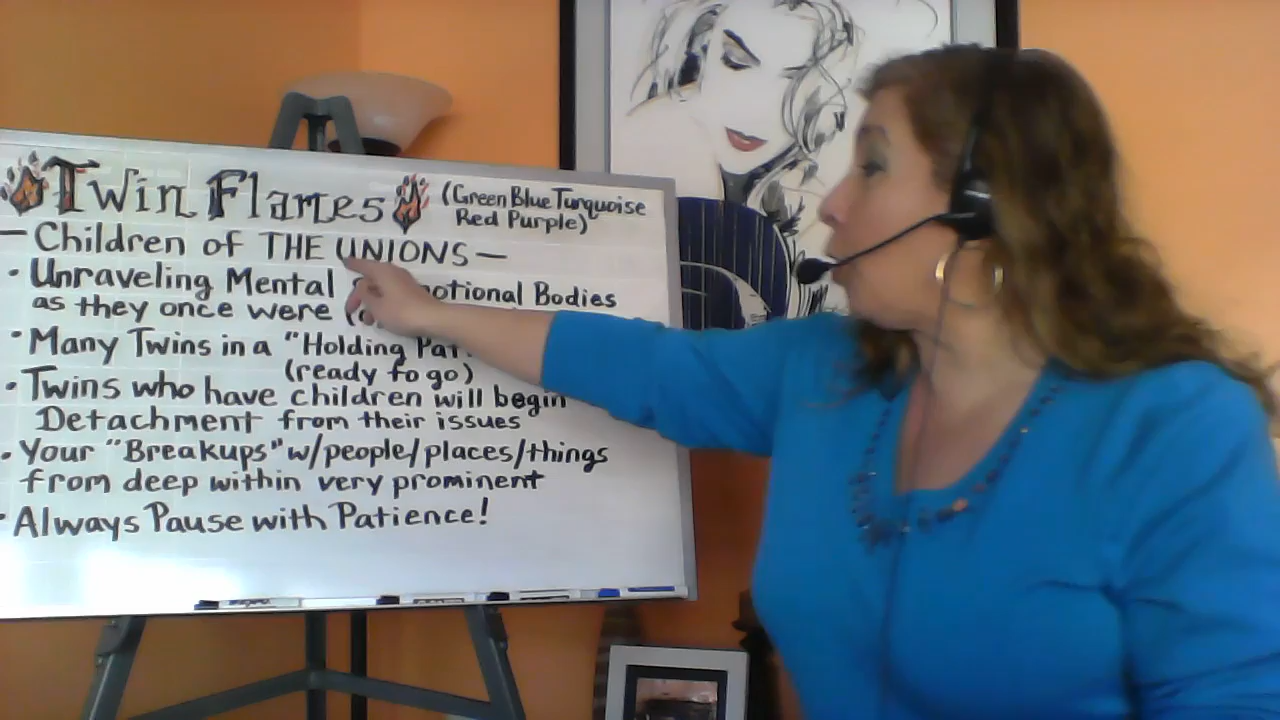 Twin Flames (Green Blue Turquoise
Red Purple)
- Children of THE UNIONS -
• Unraveling Mental otional Bodies
as they once were
• Many Twins in a "Holding
(ready to go)
• Twins who have children will begin
Detachment from their issues
• Your "Breakups" w/people/places/things
from deep within very prominent
• Always Pause with Patience!